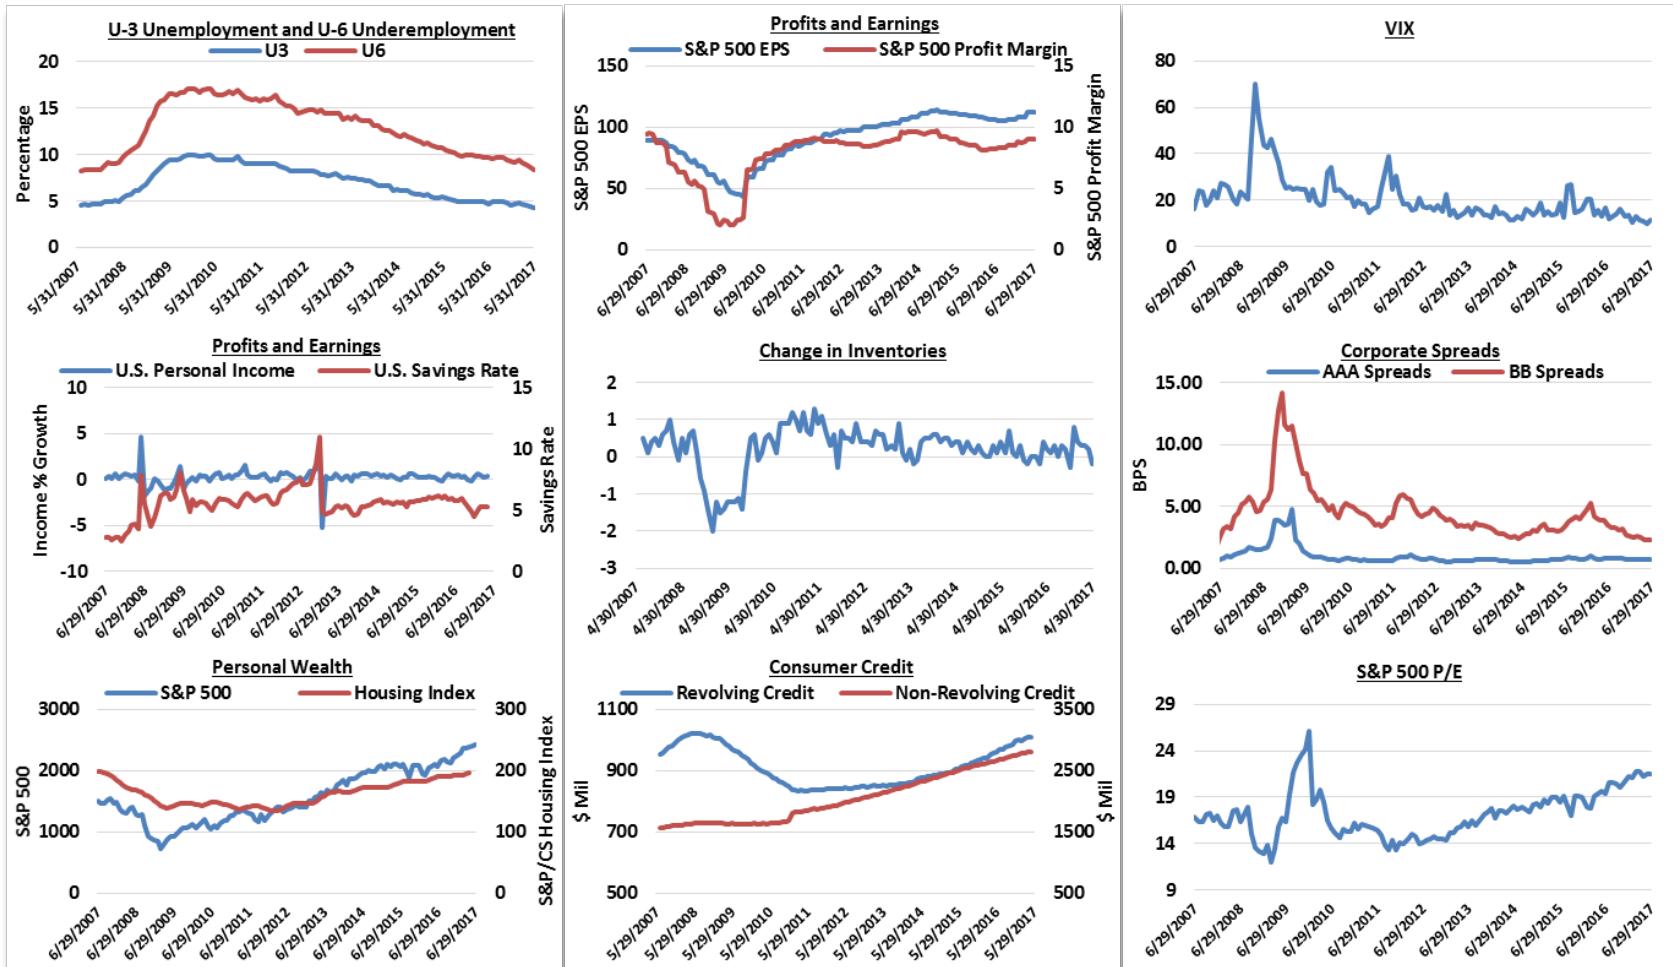 U-3 Unemployment and U-6 Underemployment
U3 U6
Percentage
20
15
10
5
0
5/31/2007 5/31/2008 5/31/2009 5/31/2010 5/31/2011 5/31/2012 5/31/2013 5/31/2014 5/31/2015 5/31/2016 5/31/2017
Profits and Earnings
S&P 500 EPS S&P 500 Profit Margin
S&P 500 EPS
150
100
50
0
15
10
5
0
S&P 500 Profit Margin
6/29/2007 6/29/2008 6/29/2009 6/29/2010 6/29/2011 6/29/2012 6/29/2013 6/29/2014 6/29/2015 6/29/2016 6/29/2017
VIX
80
60
40
20
0
6/29/2007 6/29/2008 6/29/2009 6/29/2010 6/29/2011 6/29/2012 6/29/2013 6/29/2014 6/29/2015 6/29/2016 6/29/2017
Profits and Earnings
U.S. Personal Income U.S. Savings Rate
Income % Growth
10
5
0
-5
-10
15
10
5
0
Savings Rate
6/29/2007 6/29/2008 6/29/2009 6/29/2010 6/29/2011 6/29/2012 6/29/2013 6/29/2014 6/29/2015 6/29/2016 6/29/2017
Change in Inventories
2
1
0
-1
-2
-3
4/30/2007 4/30/2008 4/30/2009 4/30/2010 4/30/2011 4/30/2012 4/30/2013 4/30/2014 4/30/2015 4/30/2016 4/30/2017
Corporate Spreads
AAA Spreads BB Spreads
BPS
15.00
10.00
5.00
0.00
6/29/2007 6/29/2008 6/29/2009 6/29/2010 6/29/2011 6/29/2012 6/29/2013 6/29/2014 6/29/2015 6/29/2016 6/29/2017
Personal Wealth
S&P 500 Housing Index
S&P 500
3000
2000
1000
0
300
200
100
0
S&P/CS Housing Index
6/29/2007 6/29/2008 6/29/2009 6/29/2010 6/29/2011 6/29/2012 6/29/2013 6/29/2014 6/29/2015 6/29/2016 6/29/2017
Consumer Credit
Revolving Credit Non-Revolving Credit
$ Mil
1100
900
700
500
3500
2500
1500
500
$ Mil
5/29/2007 5/29/2008 5/29/2009 5/29/2010 5/29/2011 5/29/2012 5/29/2013 5/29/2014 5/29/2015 5/29/2016 5/29/2017
S&P 500 P/E
29
24
19
14
9
6/29/2007 6/29/2008 6/29/2009 6/29/2010 6/29/2011 6/29/2012 6/29/2013 6/29/2014 6/29/2015 6/29/2016 6/29/2017